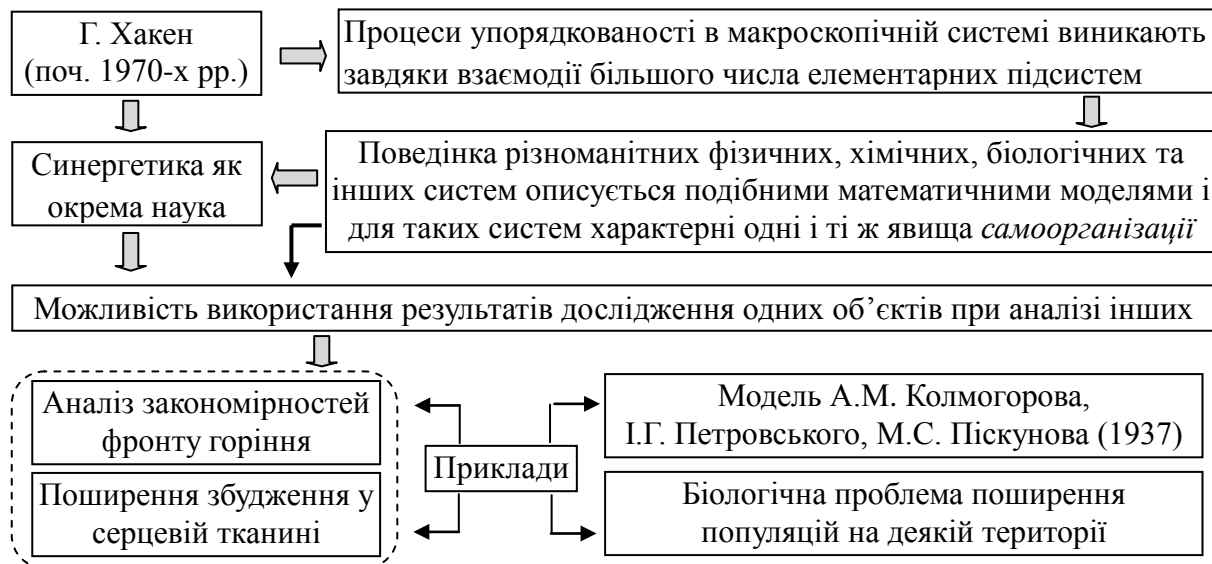 Г. Хакен
(поч. 1970-х рр.)
Процеси упорядкованості в макроскопічній системі виникають
завдяки взаємодії більшого числа елементарних підсистем
Синергетика як
окрема наука
Поведінка різноманітних фізичних, хімічних, біологічних та
інших систем описується подібними математичними моделями і
для таких систем характерні одні і ті ж явища самоорганізації
Можливість використання результатів дослідження одних об’єктів при аналізі інших
Аналіз закономірностей
фронту горіння
Поширення збудження у
серцевій тканині
Приклади
Модель А.М. Колмогорова,
І.Г. Петровського, М.С. Піскунова (1937)
Біологічна проблема поширення
популяцій на деякій території